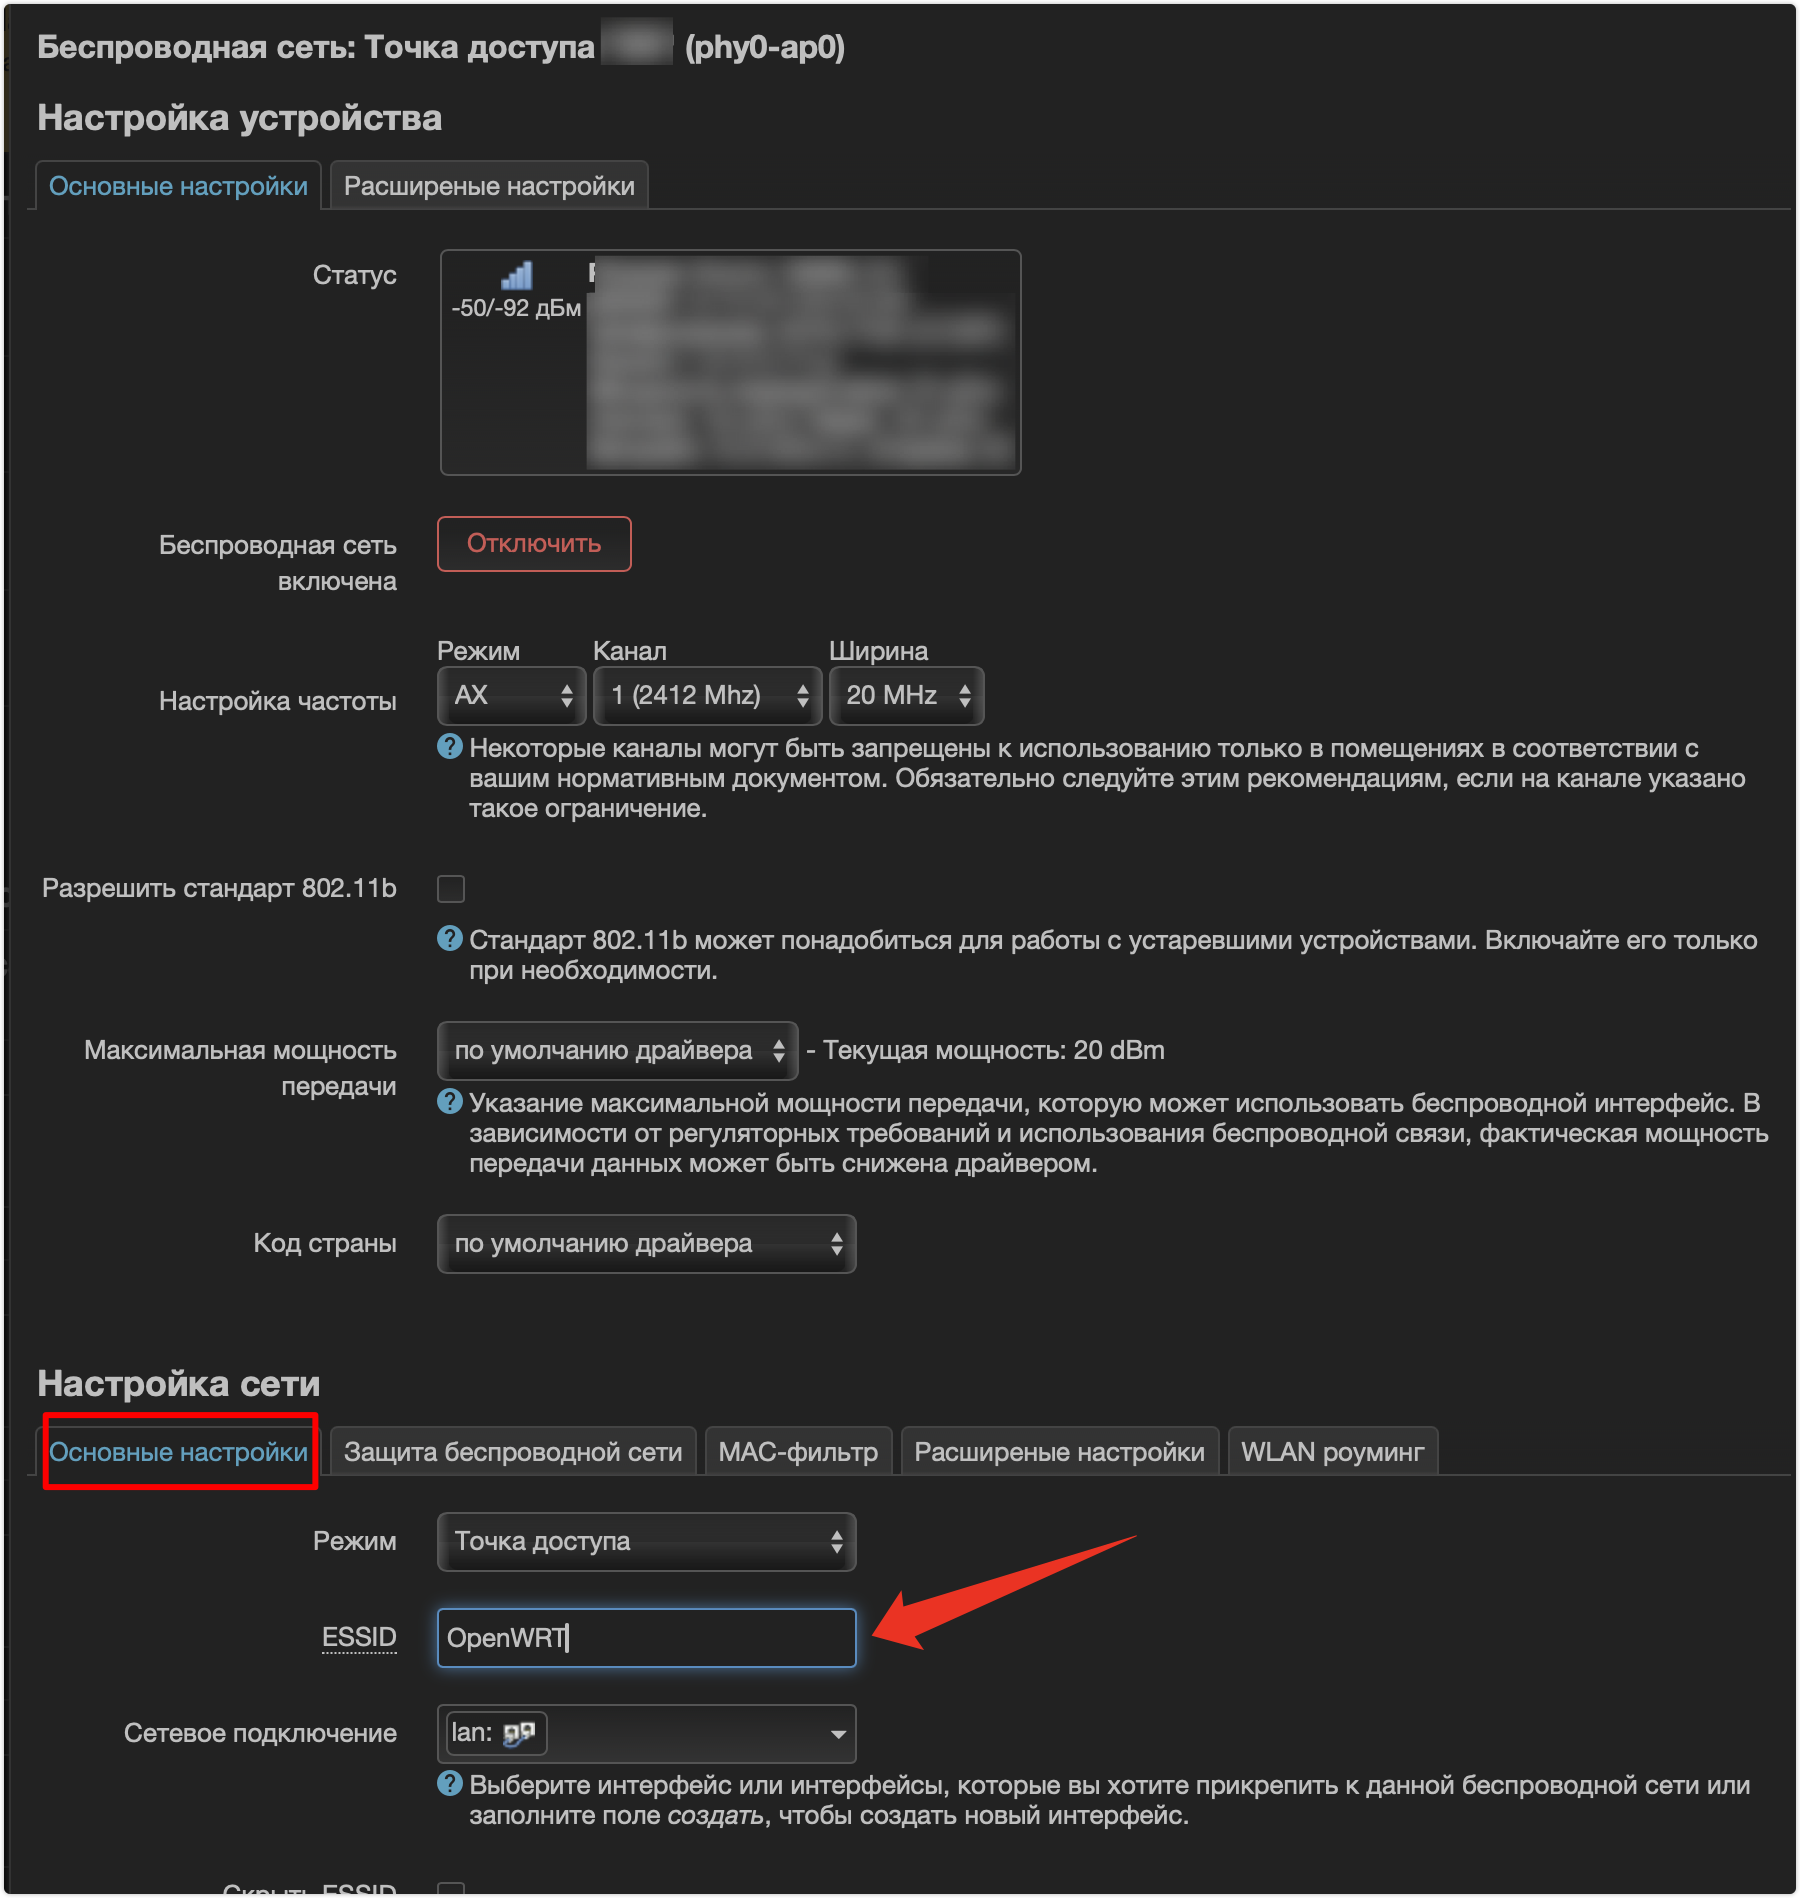 Беспроводная сеть: Точка доступа (phy0-ap0)
Настройка устройства
Основные настройки
Расширеные настройки
Статус
-50/-92 дБм
Беспроводная сеть
включена
Отключить
Режим
Канал
Ширина
Настройка частоты
AX
1 (2412 Mhz)
20 MHz
Некоторые каналы могут быть запрещены к использованию только в помещениях в соответствии с
вашим нормативным документом. Обязательно следуйте этим рекомендациям, если на канале указано
такое ограничение.
Разрешить стандарт 802.11b
Стандарт 802.11b может понадобиться для работы с устаревшими устройствами. Включайте его только
при необходимости.
Максимальная мощность
передачи
по умолчанию драйвера
- Текущая мощность: 20 dBm
Указание максимальной мощности передачи, которую может использовать беспроводной интерфейс. В
зависимости от регуляторных требований и использования беспроводной связи, фактическая мощность
передачи данных может быть снижена драйвером.
Код страны
по умолчанию драйвера
Настройка сети
Основные настройки
Защита беспроводной сети
MAC-фильтр
Расширеные настройки
WLAN роуминг
Режим
Точка доступа
ESSID
OpenWRT
Сетевое подключение
lan:
Выберите интерфейс или интерфейсы, которые вы хотите прикрепить к данной беспроводной сети или
заполните поле создать, чтобы создать новый интерфейс.
Скрыть ESSID